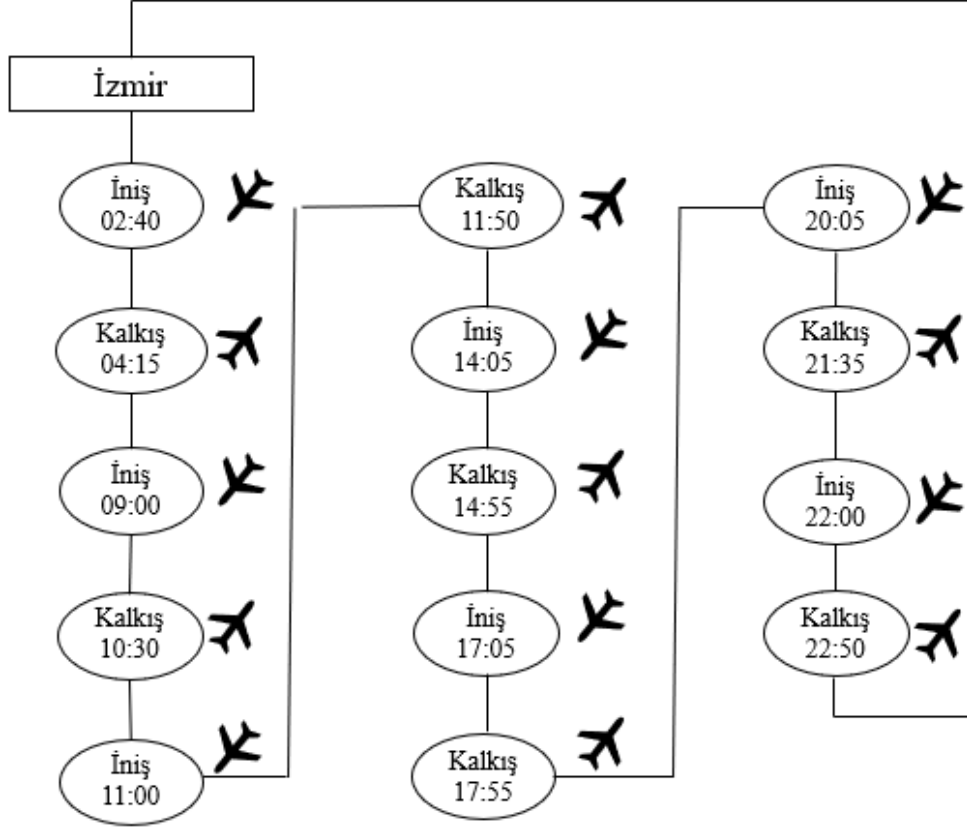 İzmir
İniş
02:40
Kalkış
04:15
İniş
09:00
Kalkış
10:30
İniş
11:00
Kalkış
11:50
İniş
14:05
Kalkış
14:55
İniş
17:05
Kalkış
17:55
İniş
20:05
Kalkış
21:35
İniş
22:00
Kalkış
22:50